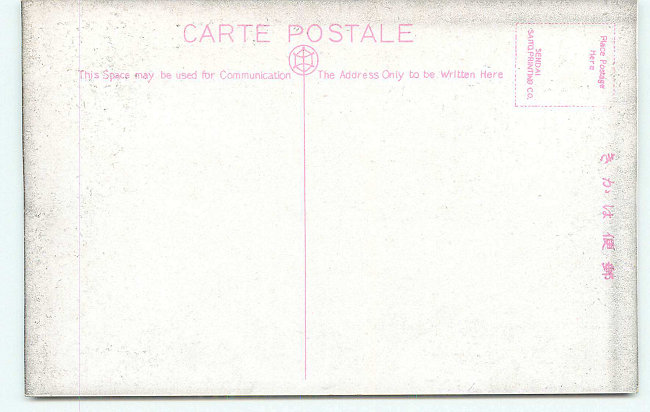 CARTE POSTALE
This Space may be used for Communication
The Address Only to be Written Here
Place Postage
Here
SENDAI
SAITO PRINTING CO.
きかは便郵